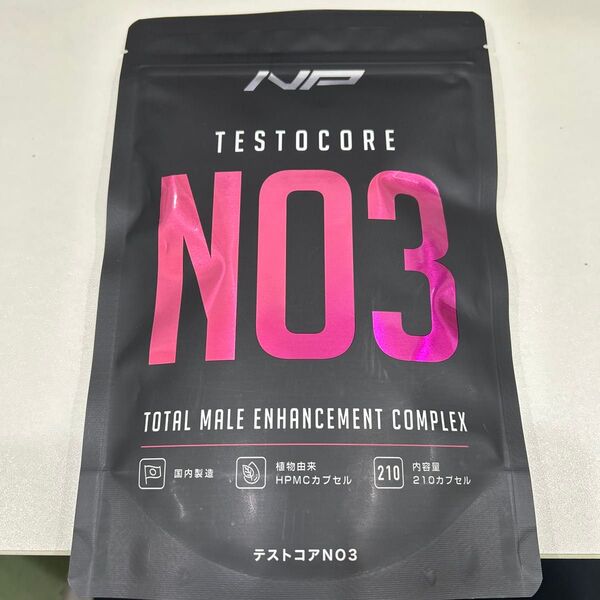 NP
TESTOCORE
NO3
TOTAL MALE ENHANCEMENT COMPLEX
国内製造
植物由来
HPMCカプセル
210
内容量
210カプセル
テストコアNO3